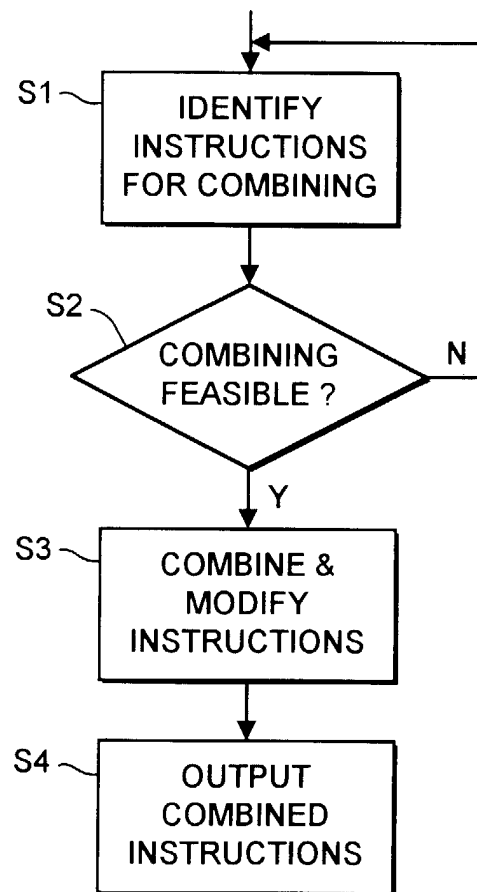 S1
IDENTIFY
INSTRUCTIONS
FOR COMBINING
S2
COMBINING
FEASIBLE ?
N
Y
S3
COMBINE &
MODIFY
INSTRUCTIONS
S4
OUTPUT
COMBINED
INSTRUCTIONS